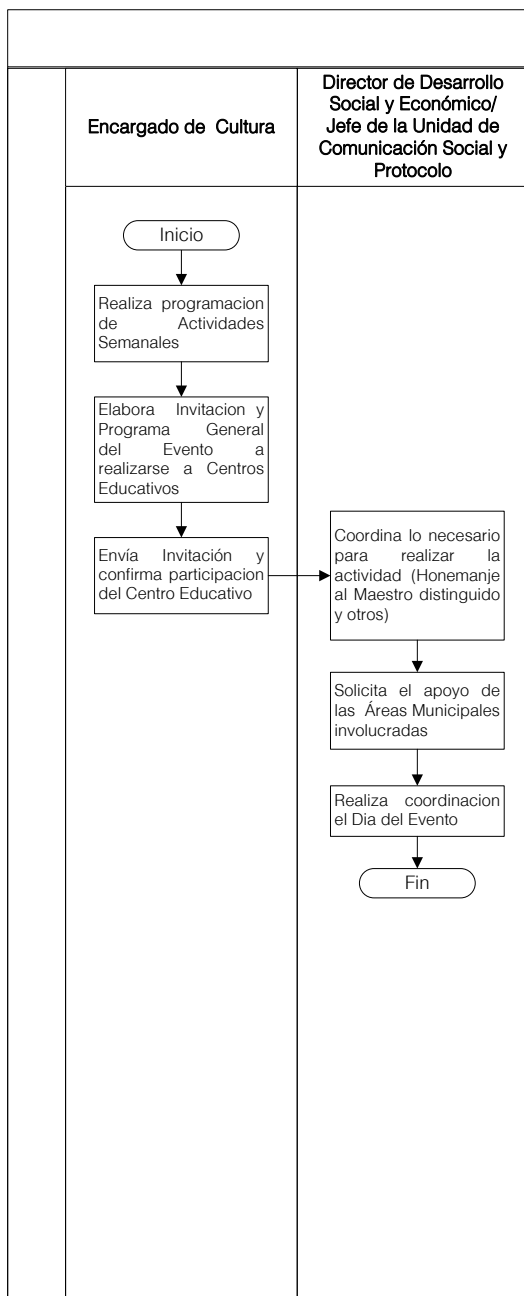 Encargado de Cultura
Director de Desarrollo
Social y Económico/
Jefe de la Unidad de
Comunicación Social y
Protocolo
Inicio
Realiza programacion
de Actividades
Semanales
Elabora Invitacion y
Programa General
del Evento a
realizarse a Centros
Educativos
Envía Invitación y
confirma participacion
del Centro Educativo
Coordina lo necesario
para realizar la
actividad (Honemanje
al Maestro distinguido
y otros)
Solicita el apoyo de
las Áreas Municipales
involucradas
Realiza coordinacion
el Dia del Evento
Fin